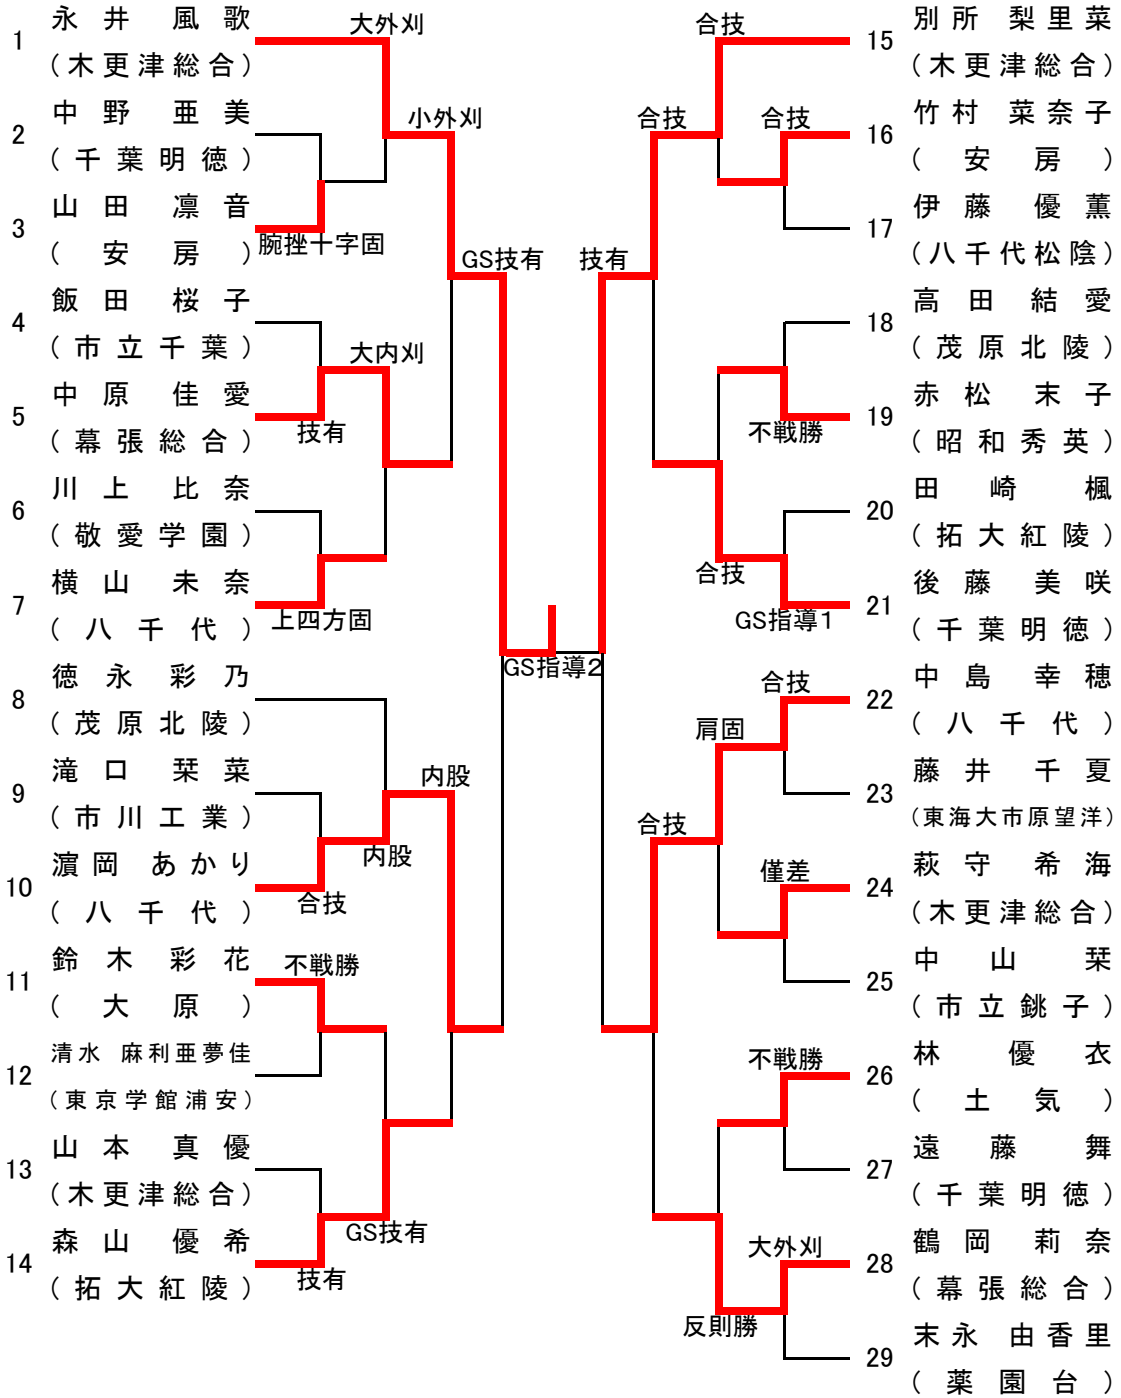 1 永井 風歌
(木更津総合)
2 中野 亜美
(千葉明徳)
3 山田 凛音
(安房)
4 飯田 桜子
(市立千葉)
5 中原 佳愛
(幕張総合)
6 川上 比奈
(敬愛学園)
7 横山 未奈
(八千代)
8 徳永 彩乃
(茂原北陵)
9 滝口 栞菜
(市川工業)
10 濵岡 あかり
(八千代)
11 鈴木 彩花
(大原)
12 清水 麻利亜夢佳
(東京学館浦安)
13 山本 真優
(木更津総合)
14 森山 優希
(拓大紅陵)
大外刈
小外刈
腕挫十字固
GS技有
大内刈
技有
上四方固
内股
内股
合技
不戦勝
GS技有
技有
GS指導2
合技
合技
合技
技有
不戦勝
合技
GS指導1
合技
肩固
合技
僅差
不戦勝
大外刈
反則勝
15 別所 梨里菜
(木更津総合)
16 竹村 菜奈子
(安房)
17 伊藤 優薫
(八千代松陰)
18 高田 結愛
(茂原北陵)
19 赤松 末子
(昭和秀英)
20 田崎 楓
(拓大紅陵)
21 後藤 美咲
(千葉明徳)
22 中島 幸穂
(八千代)
23 藤井 千夏
(東海大市原望洋)
24 萩守 希海
(木更津総合)
25 中山 栞
(市立銚子)
26 林 優衣
(土気)
27 遠藤 舞
(千葉明徳)
28 鶴岡 莉奈
(幕張総合)
29 末永 由香里
(薬園台)